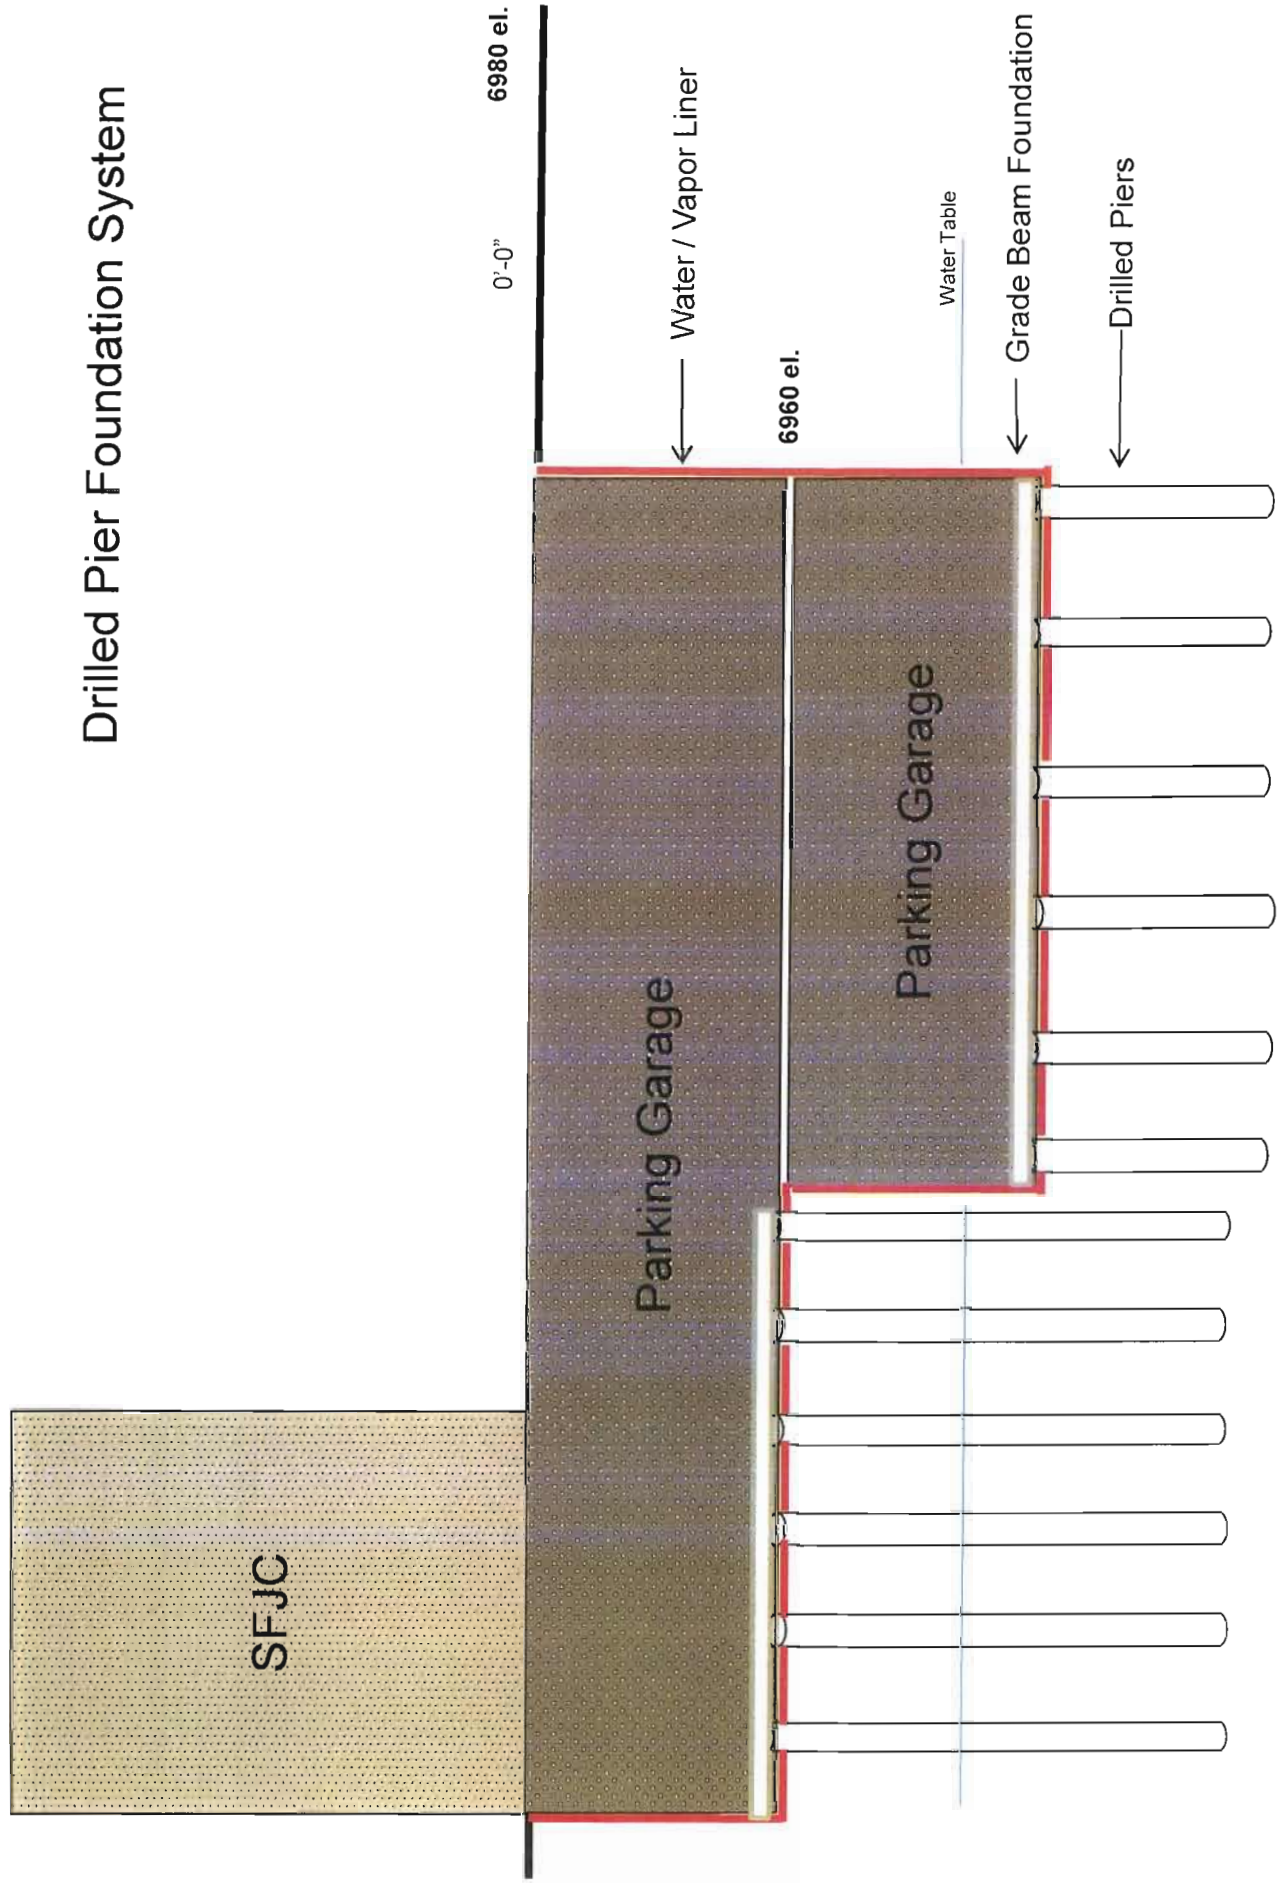 Drilled Pier Foundation System
6980 el.
0'-0"
SFJC
Water / Vapor Liner
Parking Garage
6960 el.
Parking Garage
Water Table
Grade Beam Foundation
Drilled Piers